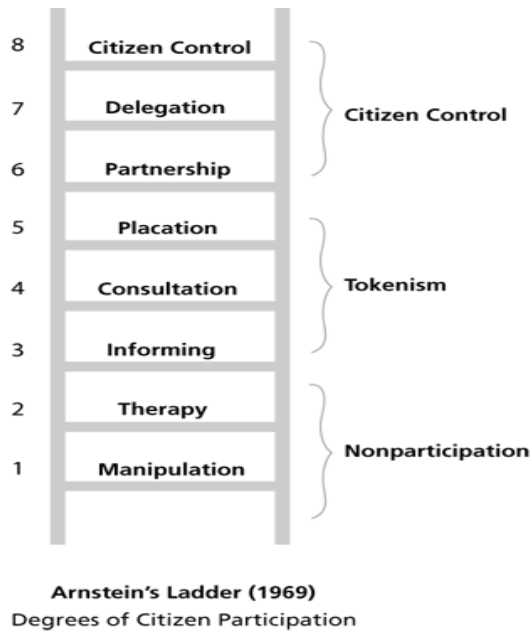 8 Citizen Control
7 Delegation
Citizen Control
6 Partnership
5 Placation
4 Consultation
Tokenism
3 Informing
2 Therapy
Nonparticipation
1 Manipulation
Arnstein's Ladder (1969)
Degrees of Citizen Participation